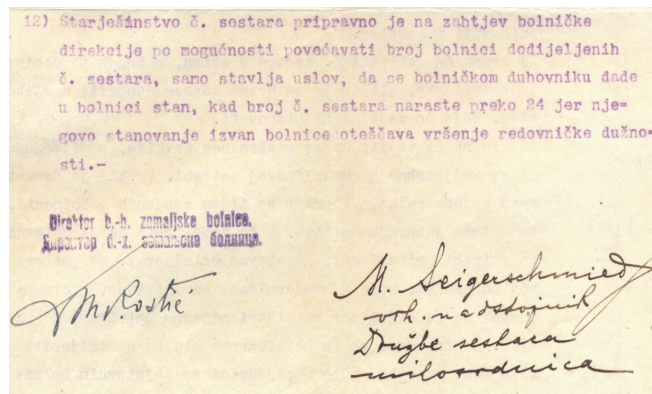 12) Starješinstvo č. sestara pripravno je na zahtjev bolničke
direkcije po mogućnosti povećavati broj bolnici dodijeljenih
č. sestara, samo stavlja uslov, da se bolničkom duhovniku dade
u bolnici stan, kad broj č. sestara naraste preko 24 jer nje=
govo stanovanje izvan bolnice otešćava vršenje redovničke dužno=
sti.-
Direktor b.-h. zemaljske bolnice.
Директор б.-х. земаљске болнице.
M. Seigerschmied
vrh. nadstojnik
Družbe sestara
milosrdnica